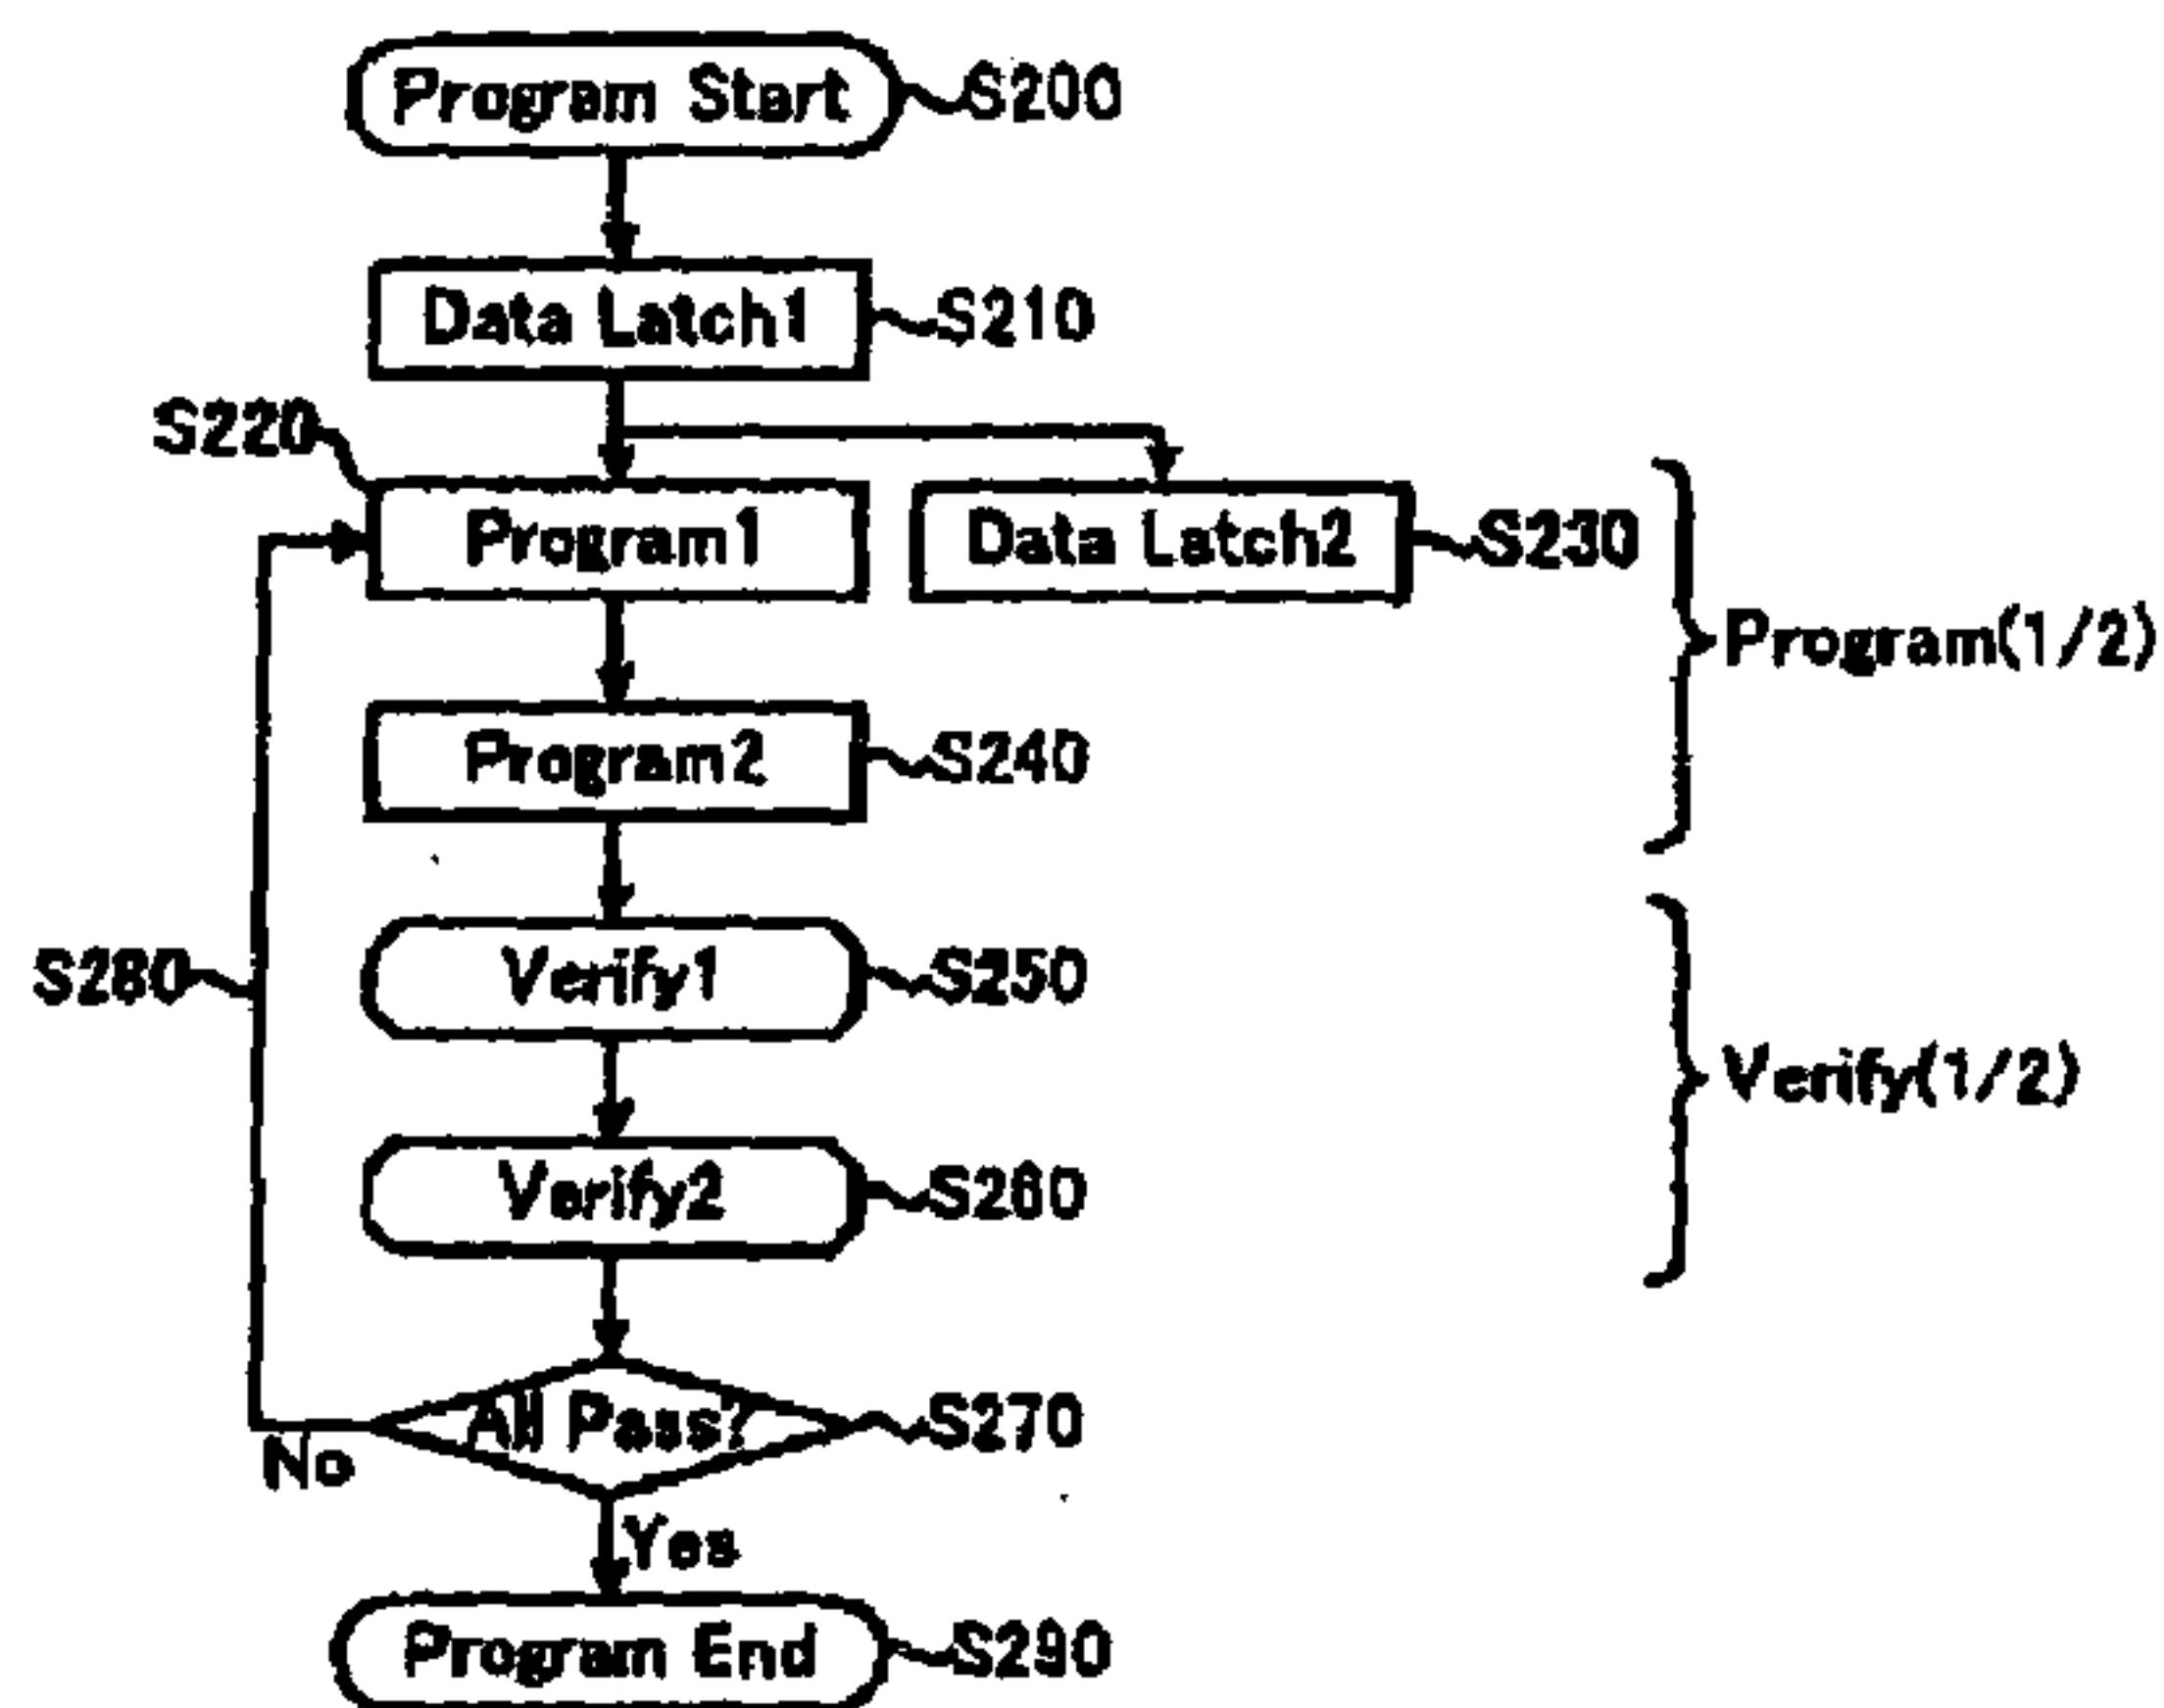 Program Start S200
Data Latch1 S210
S220
Program1
Data Latch2 S230
Program(1/2)
Program2 S240
Verify1 S250
S280
Verify(1/2)
Verify2 S260
All Pass? S270
No
Yes
Program End S290